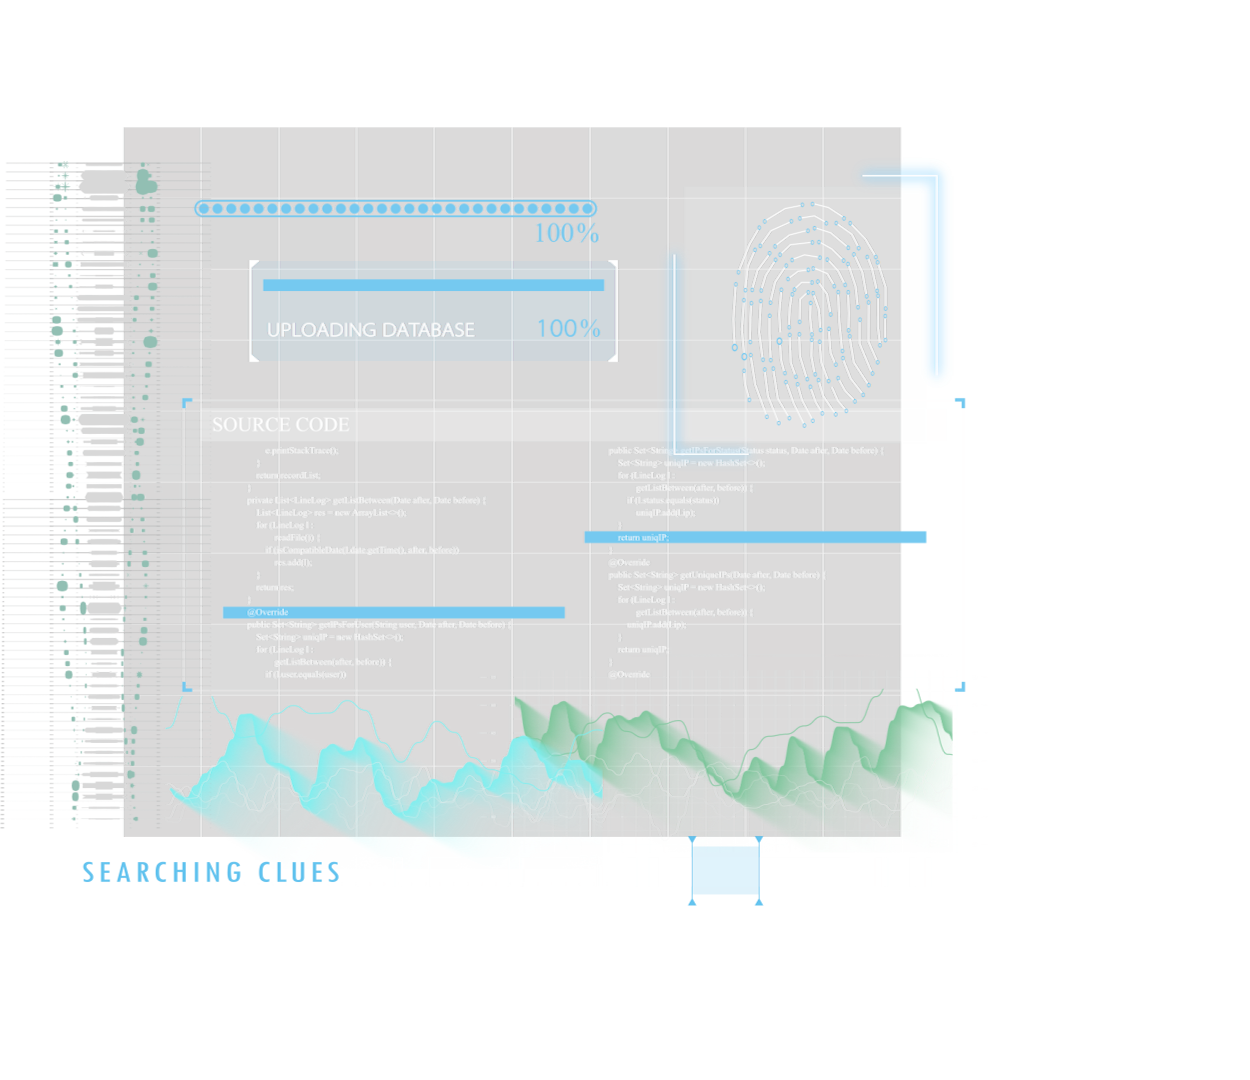 100%
UPLOADING DATABASE 100%
SOURCE CODE
e.printStackTrace();
}
return recordList;
}
private List<LineLog> getListBetween(Date after, Date before) {
List<LineLog> res = new ArrayList<>();
for (LineLog l :
readFile()) {
if (isCompatibleDate(l.date.getTime(), after, before))
res.add(l);
}
return res;
}
@Override
public Set<String> getIPsForUser(String user, Date after, Date before) {
Set<String> uniqIP = new HashSet<>();
for (LineLog l :
getListBetween(after, before)) {
if (l.user.equals(user))
public Set<String> getIPsForStatus(Status status, Date after, Date before) {
Set<String> uniqIP = new HashSet<>();
for (LineLog l :
getListBetween(after, before)) {
if (l.status.equals(status))
uniqIP.add(l.ip);
}
return uniqIP;
}
@Override
public Set<String> getUniqueIPs(Date after, Date before) {
Set<String> uniqIP = new HashSet<>();
for (LineLog l :
getListBetween(after, before)) {
uniqIP.add(l.ip);
}
return uniqIP;
}
@Override
SEARCHING CLUES